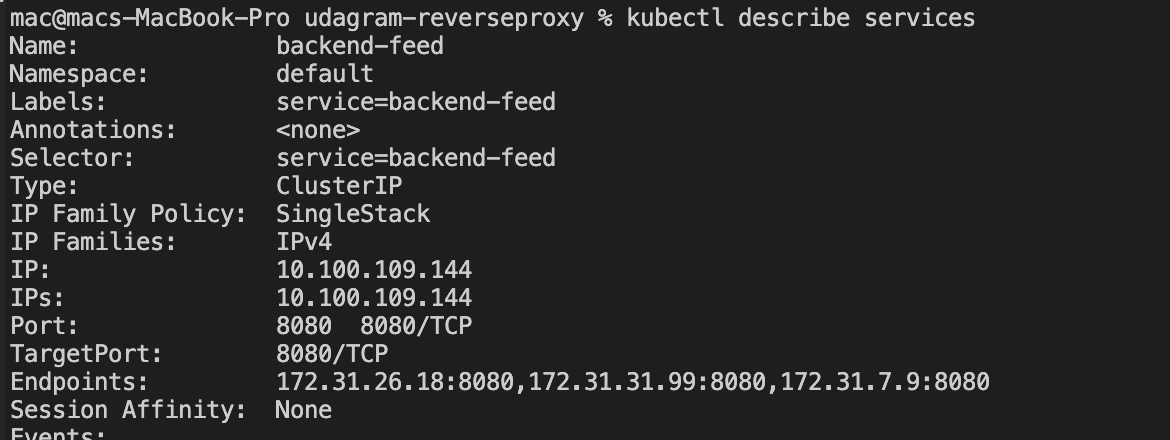 mac@macs-MacBook-Pro udagram-reverseproxy % kubectl describe services
Name: backend-feed
Namespace: default
Labels: service=backend-feed
Annotations: <none>
Selector: service=backend-feed
Type: ClusterIP
IP Family Policy: SingleStack
IP Families: IPv4
IP: 10.100.109.144
IPs: 10.100.109.144
Port: 8080 8080/TCP
TargetPort: 8080/TCP
Endpoints: 172.31.26.18:8080,172.31.31.99:8080,172.31.7.9:8080
Session Affinity: None
Events: